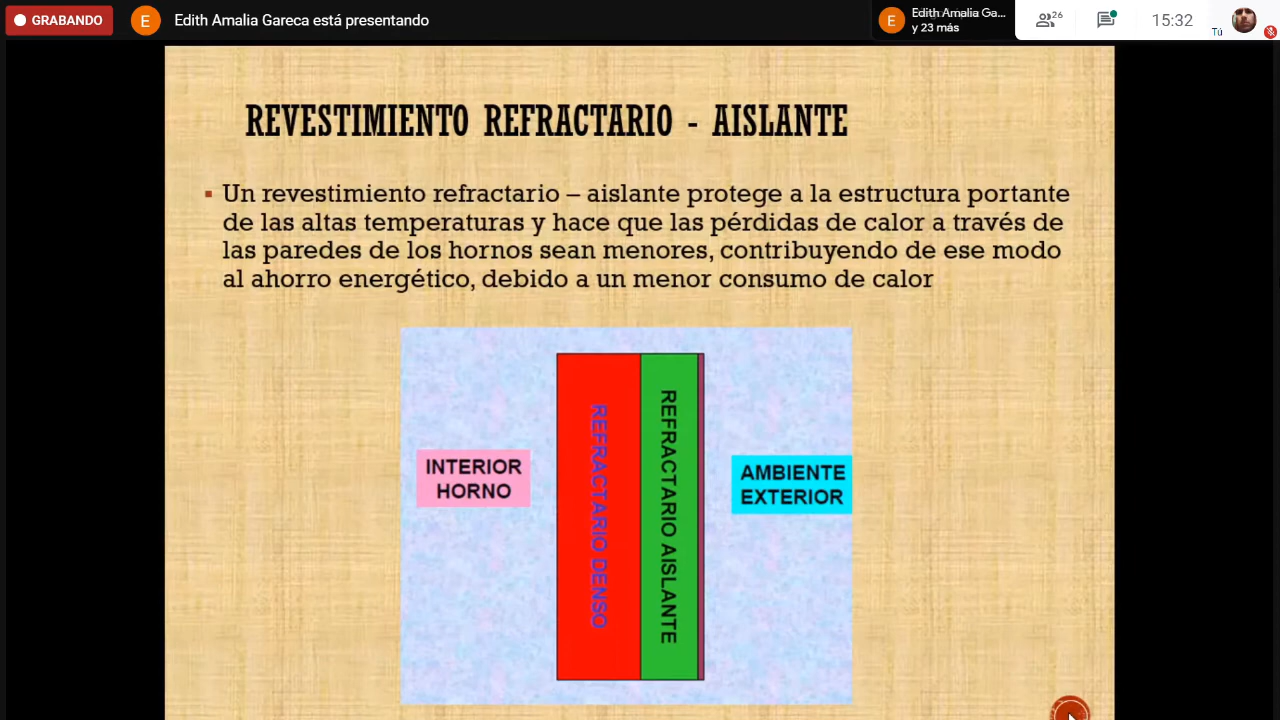 GRABANDO
E
Edith Amalia Gareca está presentando
E
Edith Amalia Ga...
y 23 más
26
15:32
Tú
REVESTIMIENTO REFRACTARIO - AISLANTE
Un revestimiento refractario – aislante protege a la estructura portante
de las altas temperaturas y hace que las pérdidas de calor a través de
las paredes de los hornos sean menores, contribuyendo de ese modo
al ahorro energético, debido a un menor consumo de calor
INTERIOR
HORNO
REFRACTARIO DENSO
REFRACTARIO AISLANTE
AMBIENTE
EXTERIOR